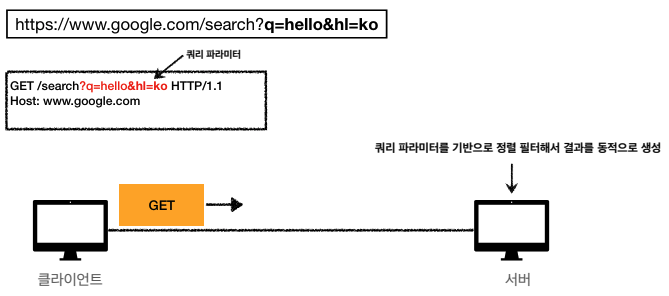 https://www.google.com/search?q=hello&hl=ko
쿼리 파라미터
GET /search?q=hello&hl=ko HTTP/1.1
Host: www.google.com
쿼리 파라미터를 기반으로 정렬 필터해서 결과를 동적으로 생성
GET
클라이언트
서버